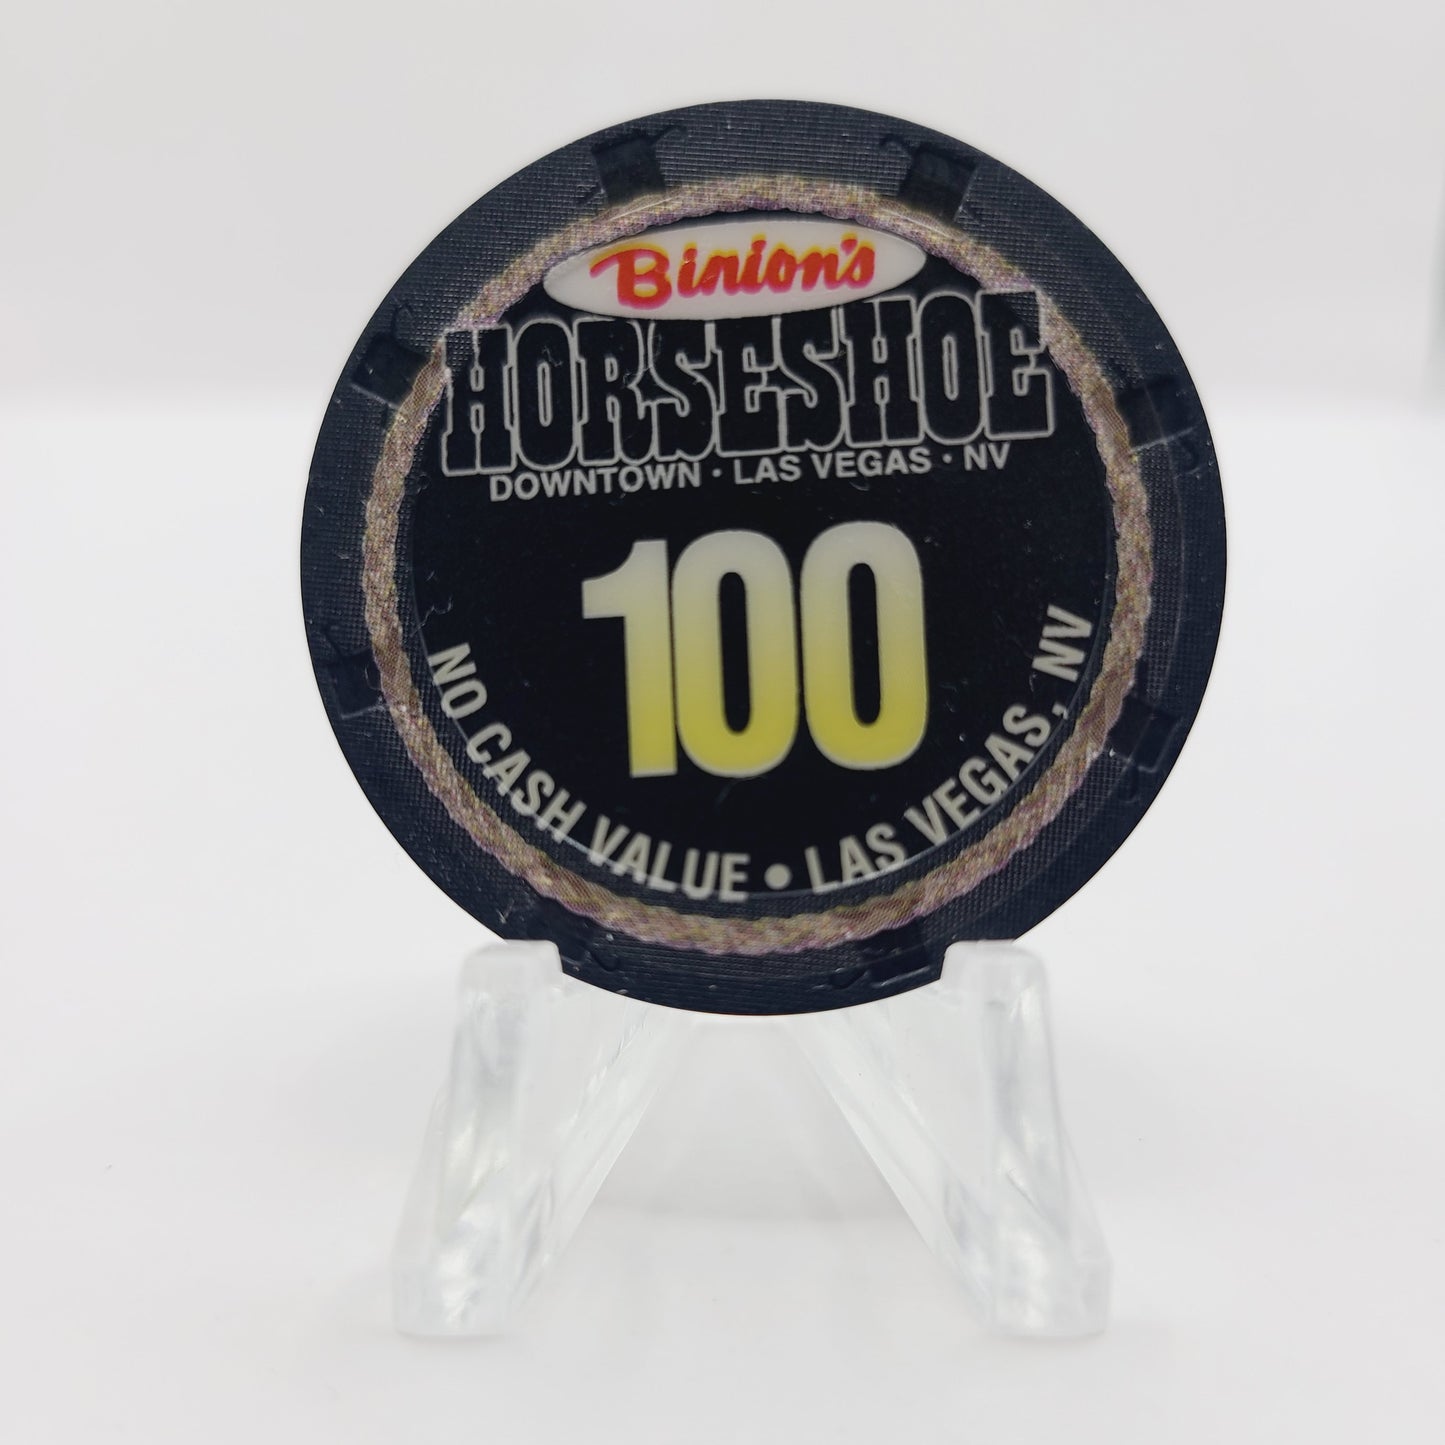 Binion's
HORSESHOE
DOWNTOWN · LAS VEGAS · NV
100
NO CASH VALUE • LAS VEGAS, NV